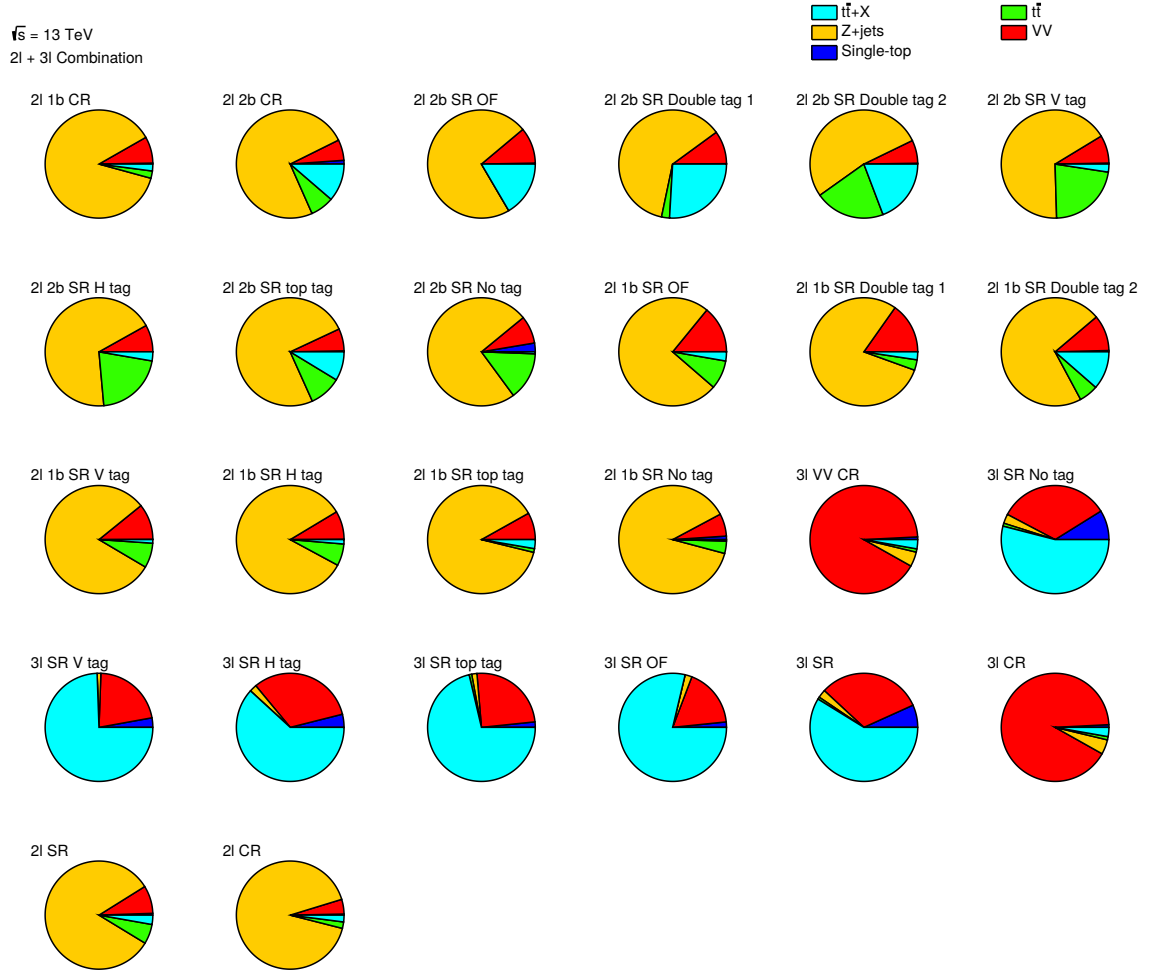 tt̄+X tt̄
√s = 13 TeV Z+jets VV
2l + 3l Combination Single-top
2l 1b CR 2l 2b CR 2l 2b SR OF 2l 2b SR Double tag 1 2l 2b SR Double tag 2 2l 2b SR V tag
2l 2b SR H tag 2l 2b SR top tag 2l 2b SR No tag 2l 1b SR OF 2l 1b SR Double tag 1 2l 1b SR Double tag 2
2l 1b SR V tag 2l 1b SR H tag 2l 1b SR top tag 2l 1b SR No tag 3l VV CR 3l SR No tag
3l SR V tag 3l SR H tag 3l SR top tag 3l SR OF 3l SR 3l CR
2l SR 2l CR